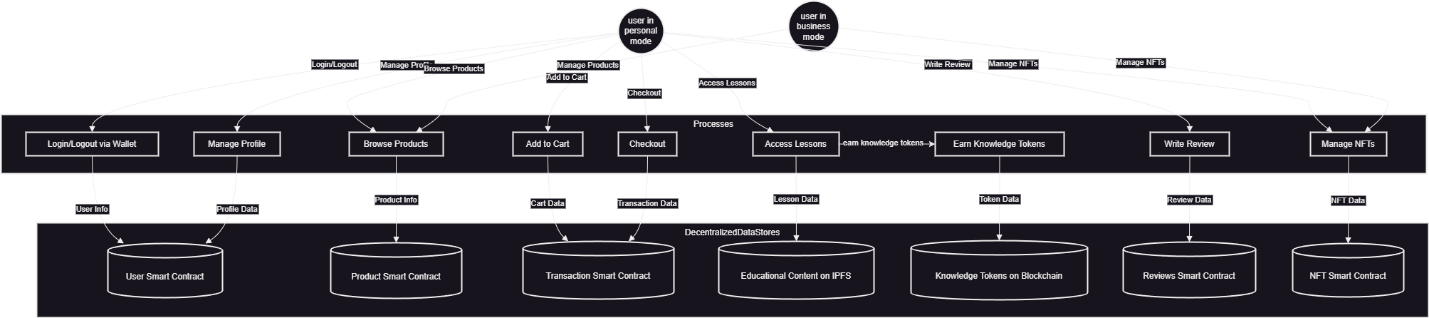 user in
personal
mode
user in
business
mode
Login/Logout
Manage Profile
Browse Products
Manage Products
Add to Cart
Checkout
Access Lessons
Write Review
Manage NFTs
Manage NFTs
Processes
Login/Logout via Wallet
Manage Profile
Browse Products
Add to Cart
Checkout
Access Lessons
earn knowledge tokens
Earn Knowledge Tokens
Write Review
Manage NFTs
User Info
Profile Data
Product Info
Cart Data
Transaction Data
Lesson Data
Token Data
Review Data
NFT Data
DecentralizedDataStores
User Smart Contract
Product Smart Contract
Transaction Smart Contract
Educational Content on IPFS
Knowledge Tokens on Blockchain
Reviews Smart Contract
NFT Smart Contract